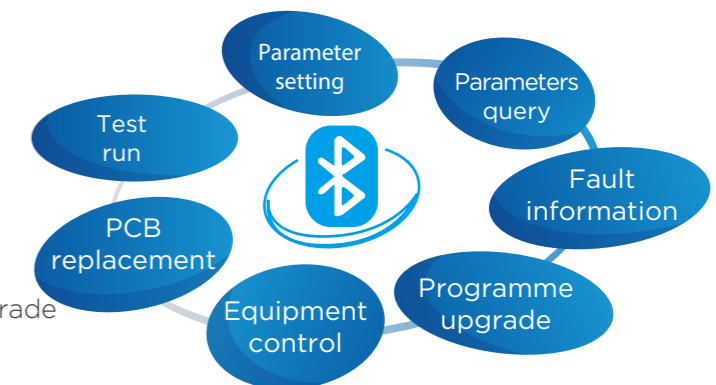 Parameter
setting
Parameters
query
Test
run
Fault
information
PCB
replacement
Programme
upgrade
rade
Equipment
control